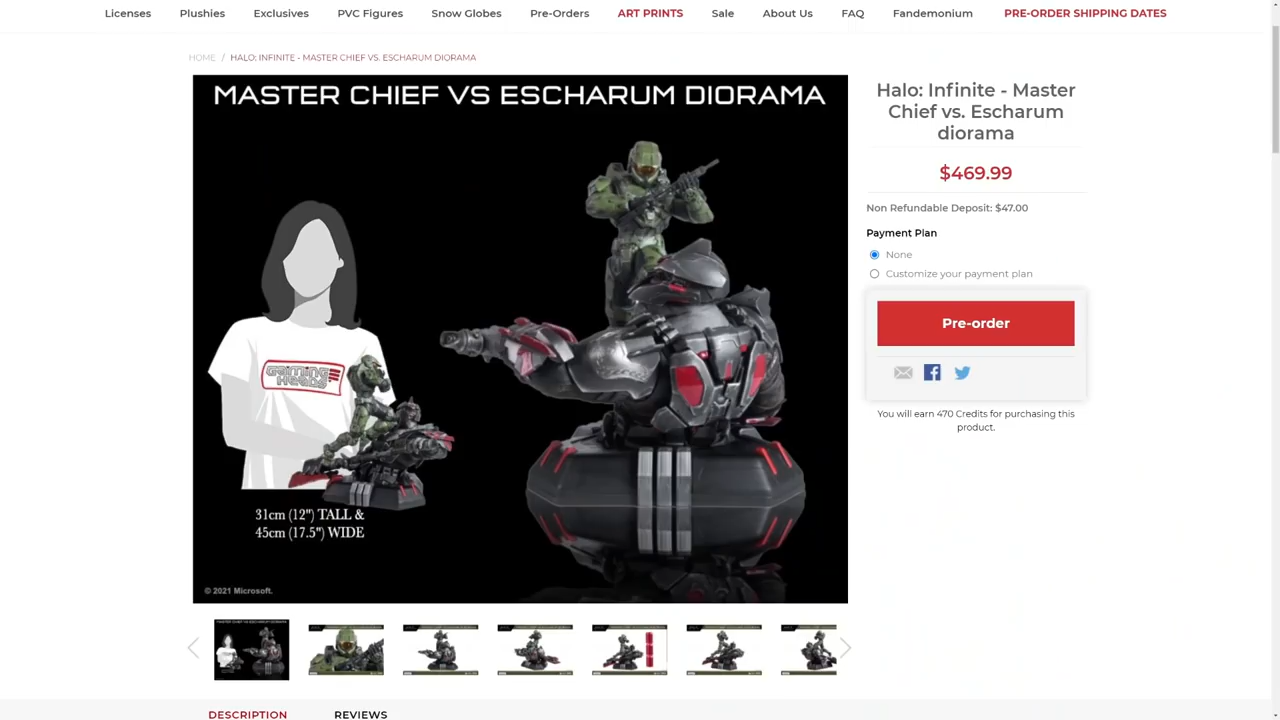 Licenses
Plushies
Exclusives
PVC Figures
Snow Globes
Pre-Orders
ART PRINTS
Sale
About Us
FAQ
Fandemonium
PRE-ORDER SHIPPING DATES
HOME / HALO: INFINITE - MASTER CHIEF VS. ESCHARUM DIORAMA
MASTER CHIEF VS ESCHARUM DIORAMA
GAMING
HEADS
31cm (12") TALL &
45cm (17.5") WIDE
© 2021 Microsoft.
Halo: Infinite - Master
Chief vs. Escharum
diorama
$469.99
Non Refundable Deposit: $47.00
Payment Plan
None
Customize your payment plan
Pre-order
You will earn 470 Credits for purchasing this
product.
DESCRIPTION
REVIEWS